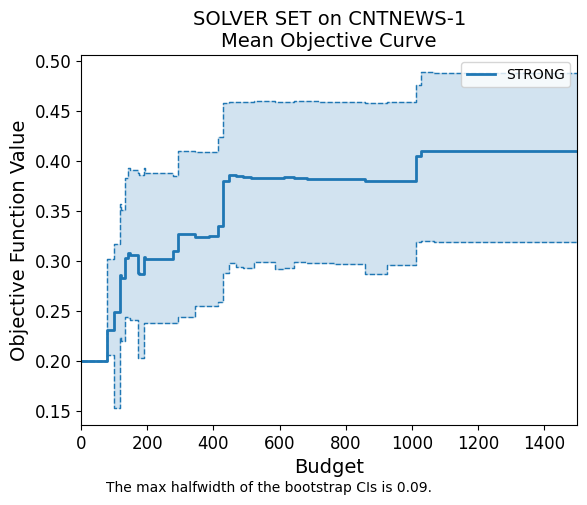 SOLVER SET on CNTNEWS-1
Mean Objective Curve
STRONG
Objective Function Value
0.50
0.45
0.40
0.35
0.30
0.25
0.20
0.15
0 200 400 600 800 1000 1200 1400
Budget
The max halfwidth of the bootstrap CIs is 0.09.